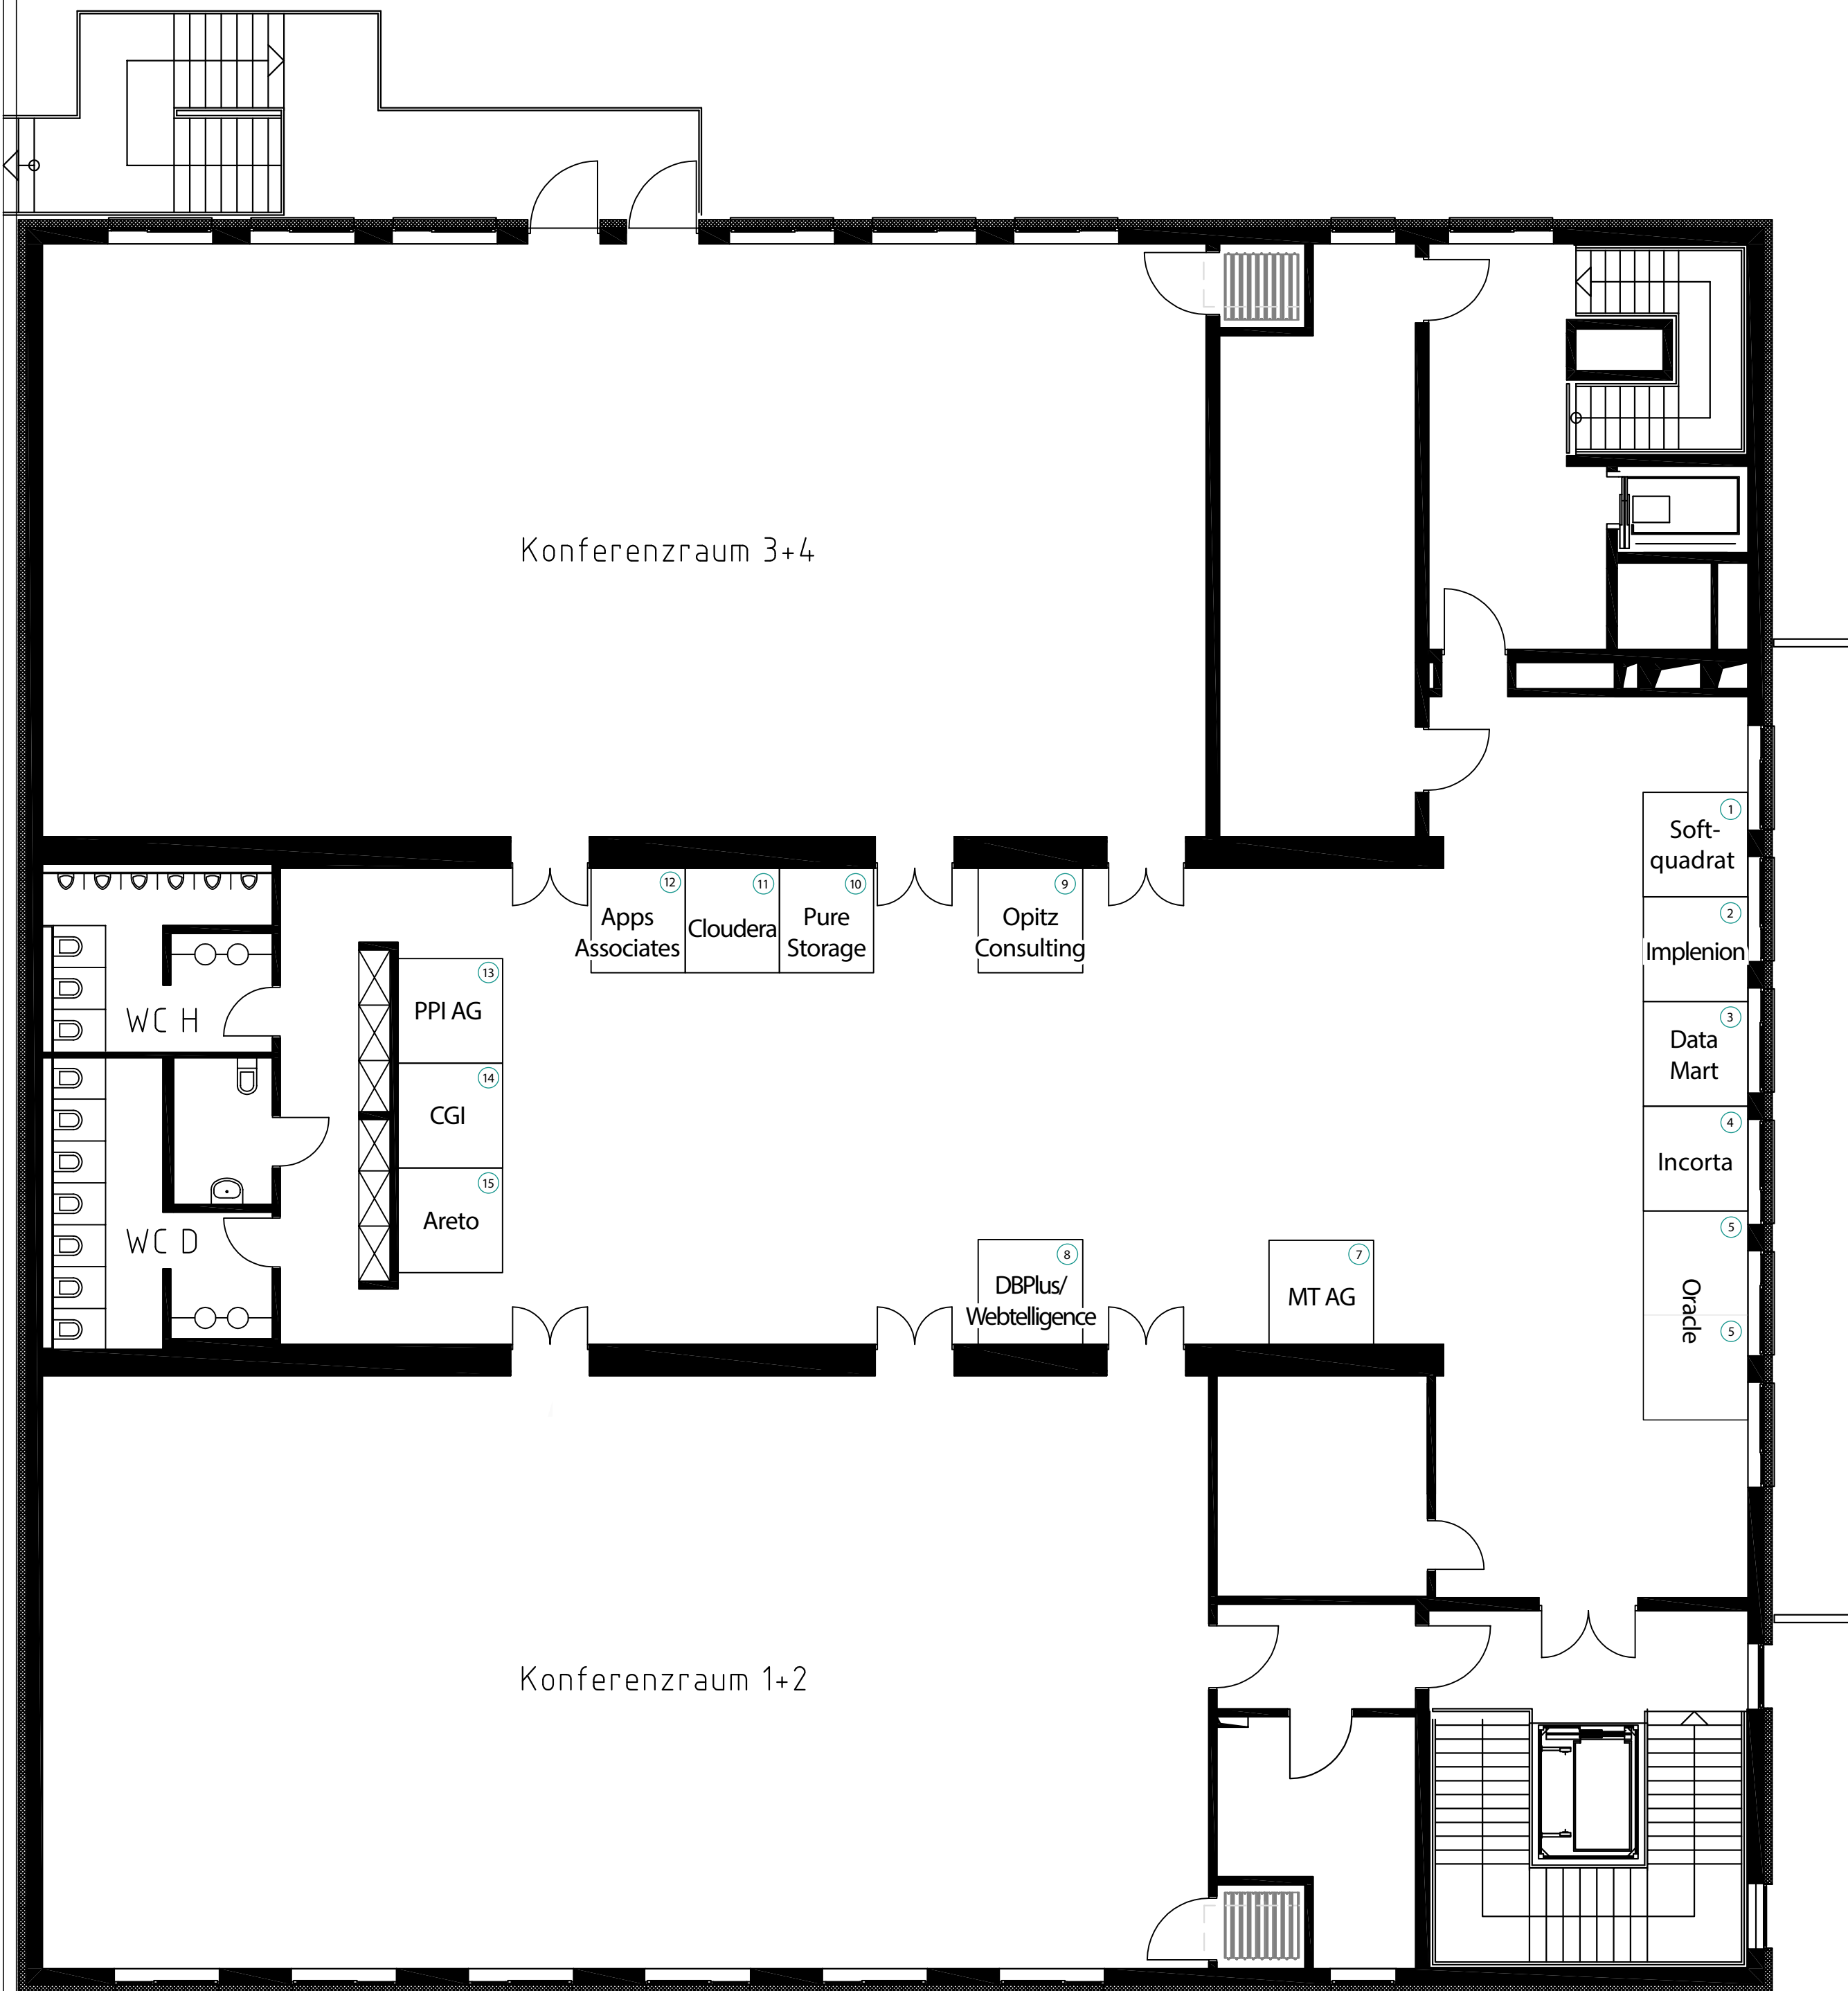 Konferenzraum 3+4
1
Soft-
quadrat
2
Implenion
3
Data
Mart
4
Incorta
5
Oracle
5
12
Apps
Associates
11
Cloudera
10
Pure
Storage
9
Opitz
Consulting
13
PPI AG
14
CGI
15
Areto
WC H
WC D
8
DBPlus/
Webtelligence
7
MT AG
Konferenzraum 1+2